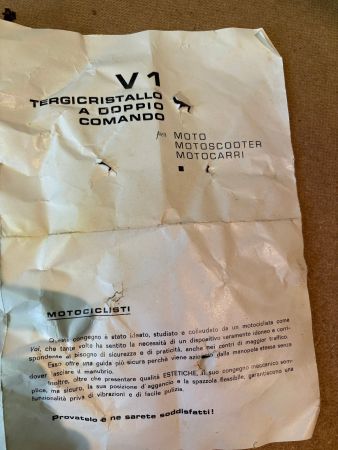 V1
TERGICRISTALLO
A DOPPIO
COMANDO
per MOTO
MOTOSCOOTER
MOTOCARRI
MOTOCICLISTI
Questo congegno è stato ideato, studiato e collaudato da un motociclista come
Voi, che tante volte ha sentito la necessità di un dispositivo veramente idoneo e corri-
spondente al bisogno di sicurezza e di praticità, anche nei centri di maggior traffico.
Esso offre una guida più sicura perchè viene azionato dalla manopola stessa senza
dover lasciare il manubrio.
Inoltre, oltre che presentare qualità ESTETICHE, il suo congegno meccanico sem-
plice, ma sicuro, la sua posizione di aggancio e la spazzola flessibile, garantiscono una
funzionalità priva di vibrazioni e di facile pulizia.
Provatelo e ne sarete soddisfatti!